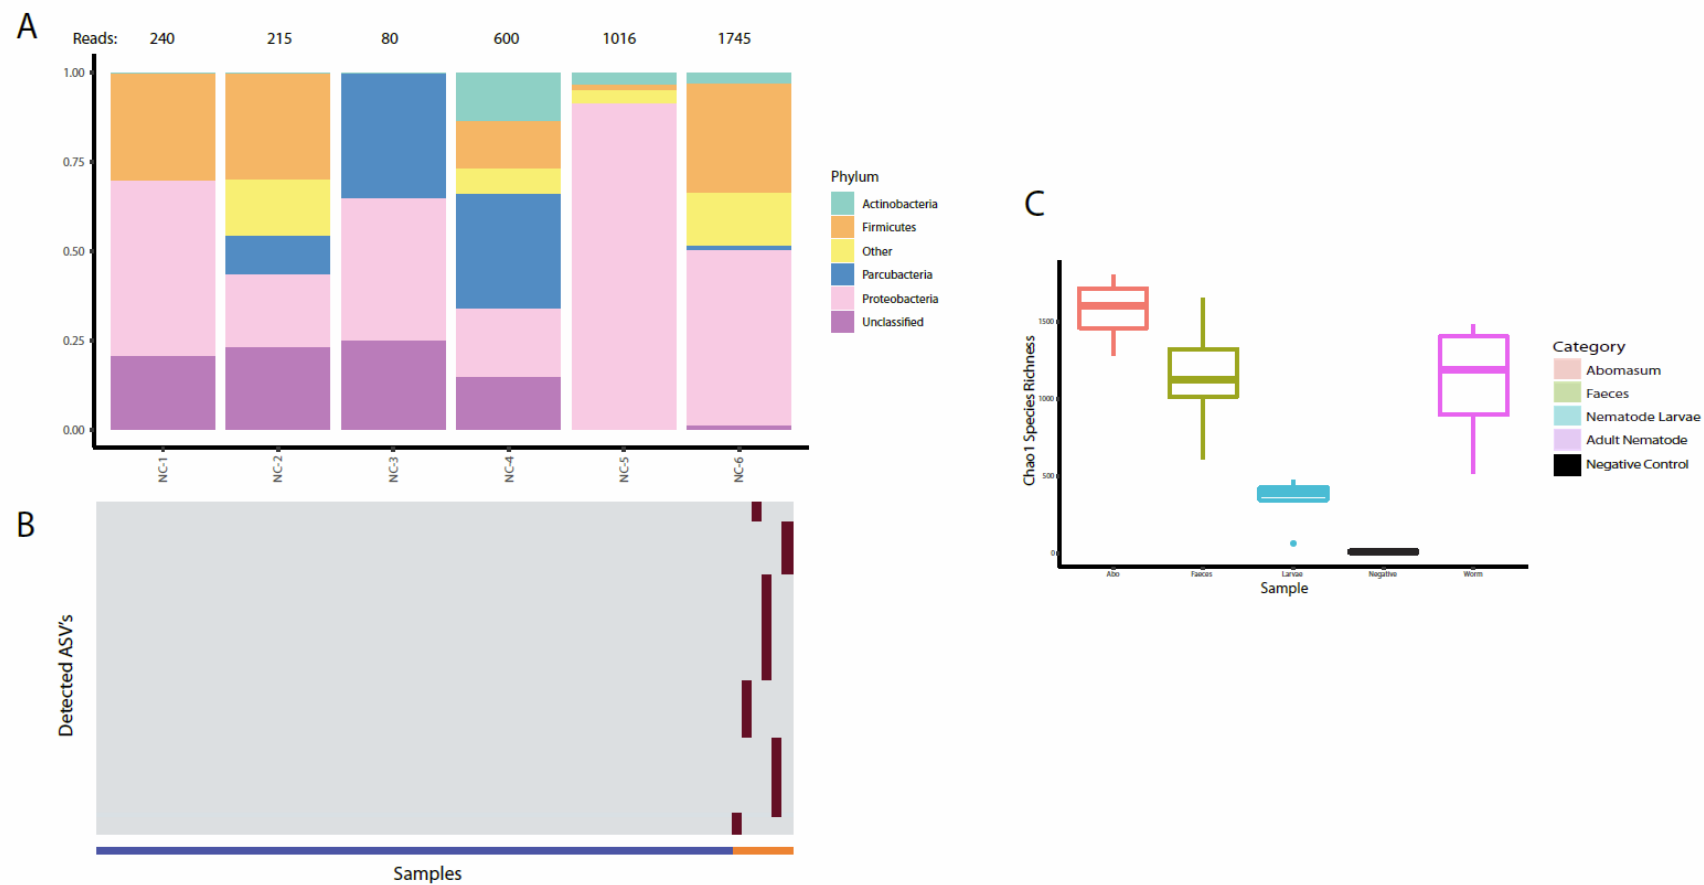 A
Reads: 240 215 80 600 1016 1745
1.00
0.75
0.50
0.25
0.00
NC-1 NC-2 NC-3 NC-4 NC-5 NC-6
Phylum
Actinobacteria
Firmicutes
Other
Parcubacteria
Proteobacteria
Unclassified
B
Detected ASV's
Samples
C
Chao1 Species Richness
1500
1000
500
0
Abo Faeces Larvae Negative Worm
Sample
Category
Abomasum
Faeces
Nematode Larvae
Adult Nematode
Negative Control